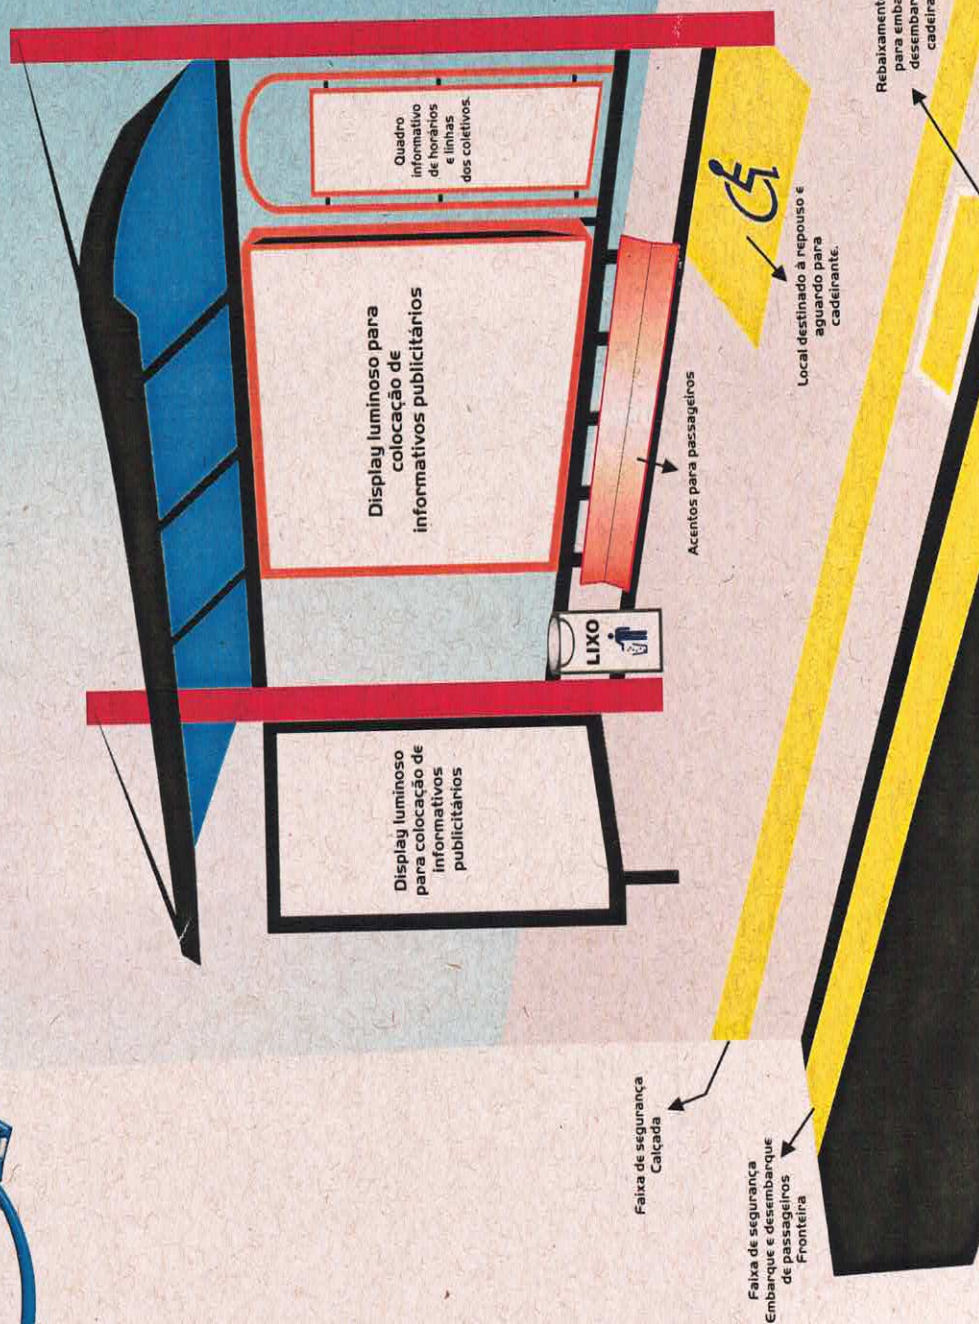 Quadro
informativo
de horários
e linhas
dos coletivos.
Display luminoso para
colocação de
informativos publicitários
Display luminoso
para colocação de
informativos
publicitários
LIXO
Acentos para passageiros
Local destinado à repouso e
aguardo para
cadeirante.
para
Faixa de segurança
Calçada
Faixa de segurança
Embarque e desembarque
de passageiros
Fronteira